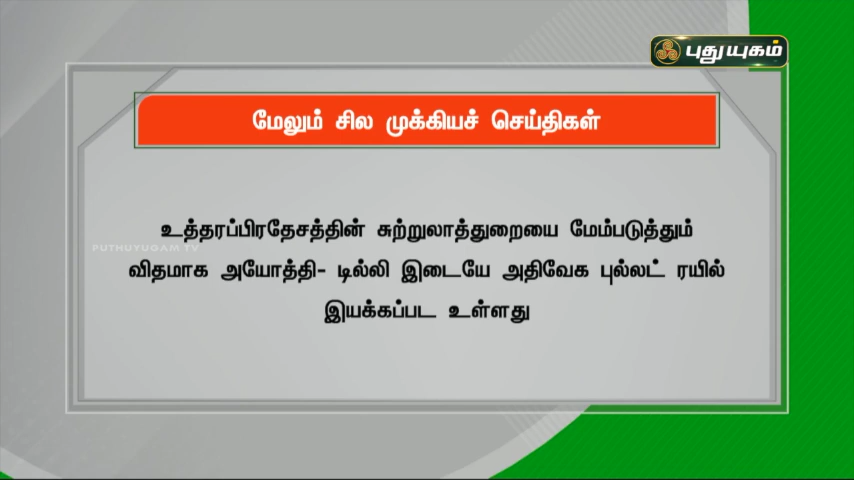 புதுயுகம்
மேலும் சில முக்கியச் செய்திகள்
உத்தரப்பிரதேசத்தின் சுற்றுலாத்துறையை மேம்படுத்தும்
PUTHUYUGAM TV
விதமாக அயோத்தி- டில்லி இடையே அதிவேக புல்லட் ரயில்
இயக்கப்பட உள்ளது